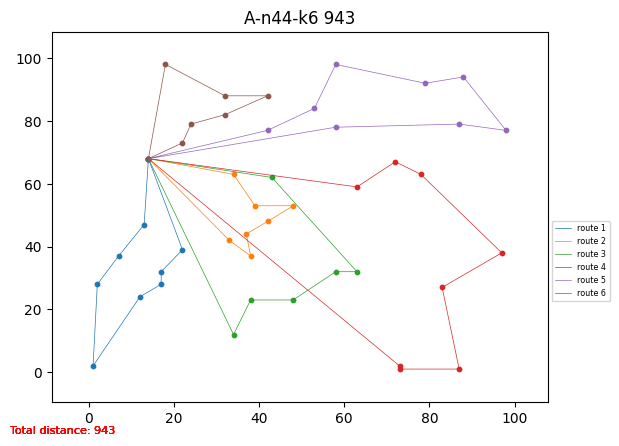 A-n44-k6 943
100
80
60
40
20
0
0 20 40 60 80 100
route 1
route 2
route 3
route 4
route 5
route 6
Total distance: 943